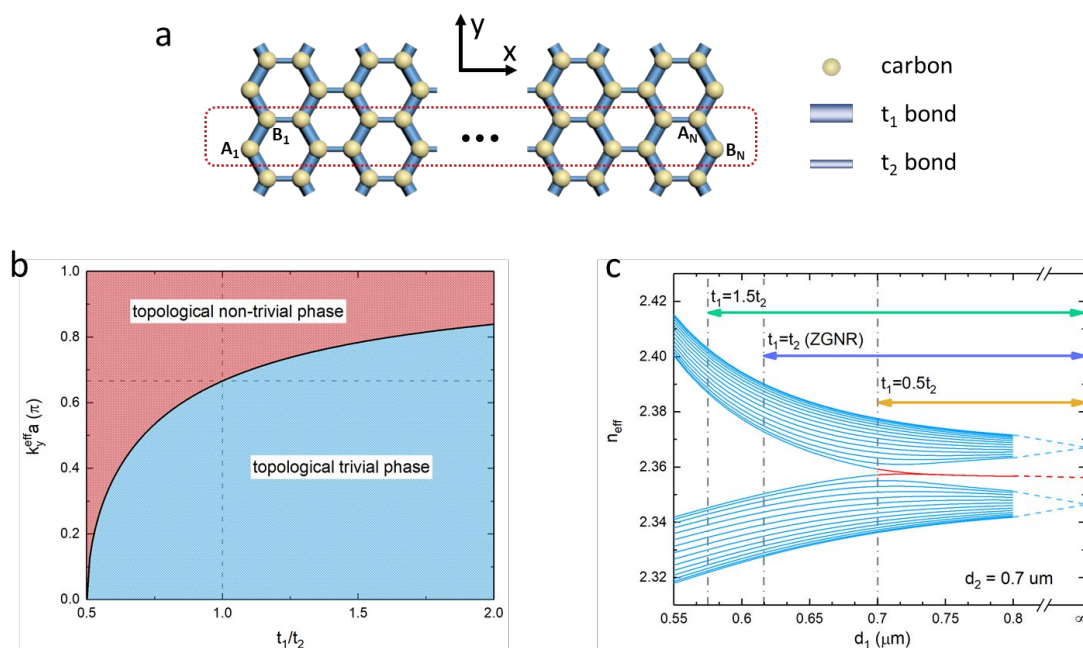 a
y
x
A1
B1
AN
BN
carbon
t1 bond
t2 bond
b
1.0
0.8
0.6
0.4
0.2
0.0
0.5
1.0
1.5
2.0
topological non-trivial phase
topological trivial phase
kyeffa (π)
t1/t2
c
2.42
2.40
2.38
2.36
2.34
2.32
neff
t1=1.5t2
t1=t2 (ZGNR)
t1=0.5t2
d2 = 0.7 um
0.55
0.6
0.65
0.7
0.75
0.8
∞
d1 (μm)